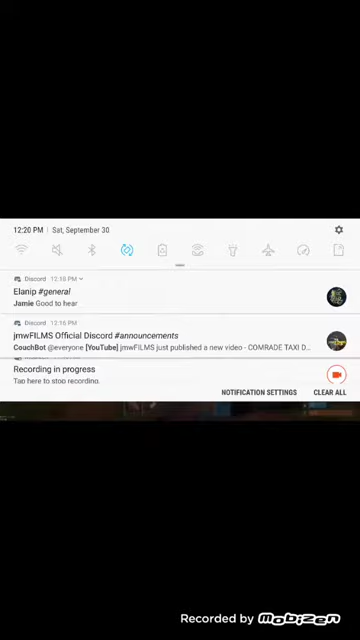 12:20 PM | Sat, September 30
Discord • 12:18 PM
Elanip #general
Jamie Good to hear
Discord • 12:16 PM
jmwFILMS Official Discord #announcements
CoachBot @everyone [YouTube] jmwFILMS just published a new video - COMRADE TAXI D...
Recording in progress
Tap here to stop recording.
NOTIFICATION SETTINGS CLEAR ALL
Recorded by MOBIZEN